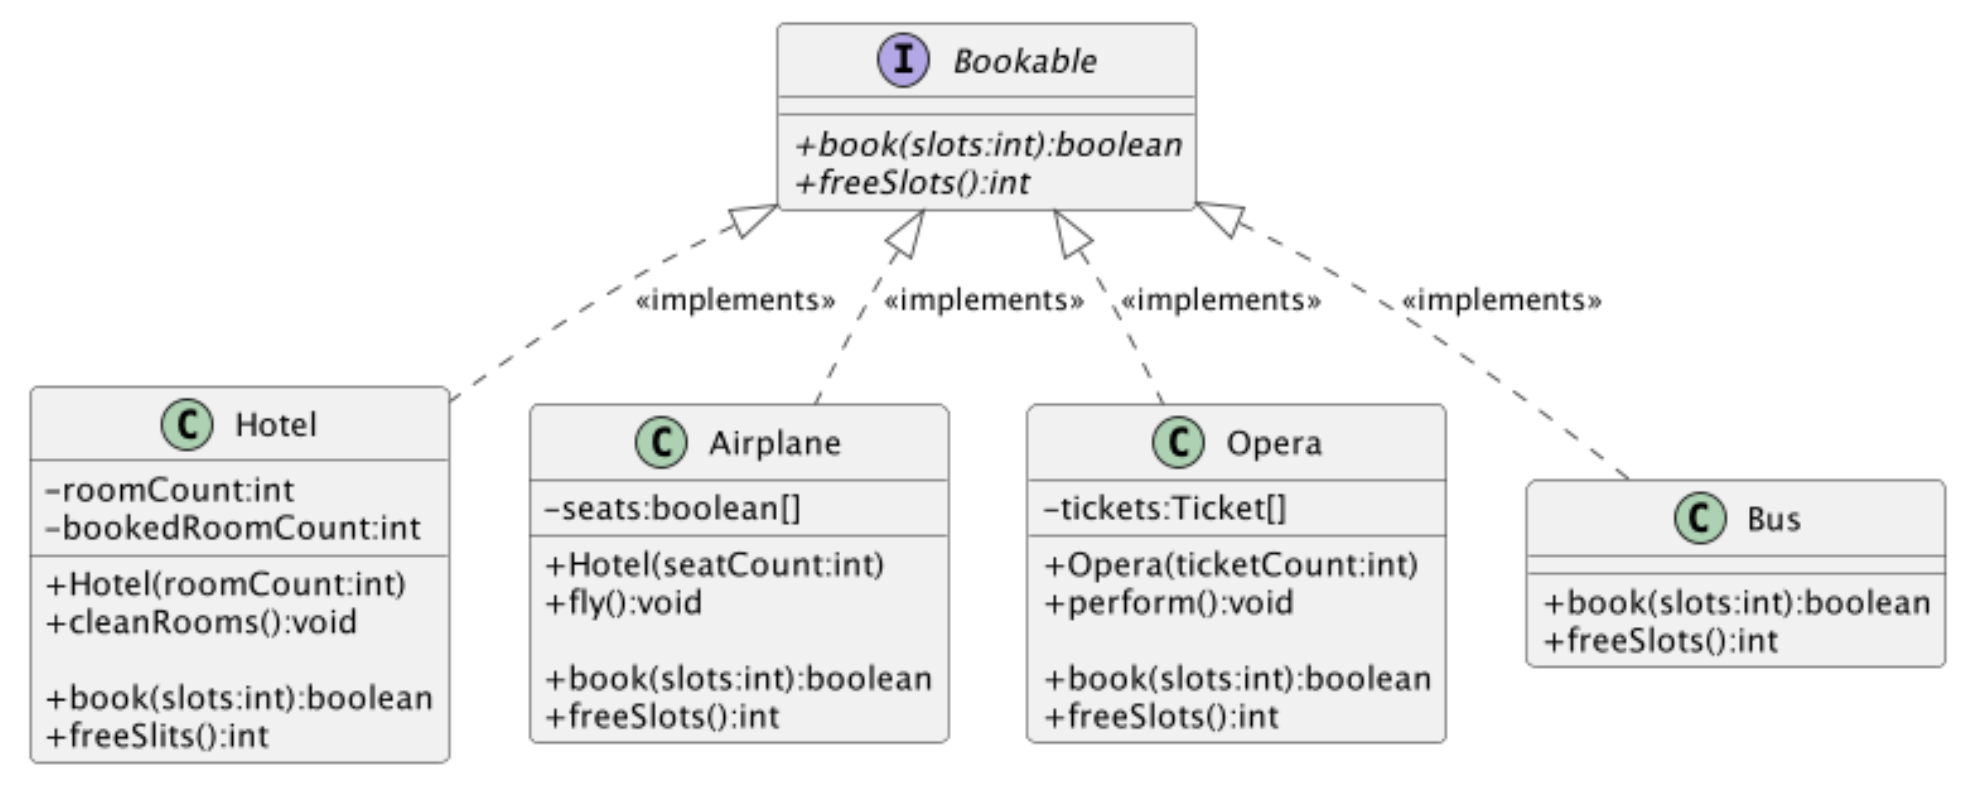 I Bookable
+book(slots:int):boolean
+freeSlots():int
«implements» «implements» «implements» «implements»
C Hotel
-roomCount:int
-bookedRoomCount:int
+Hotel(roomCount:int)
+cleanRooms():void
+book(slots:int):boolean
+freeSlits():int
C Airplane
-seats:boolean[]
+Hotel(seatCount:int)
+fly():void
+book(slots:int):boolean
+freeSlots():int
C Opera
-tickets:Ticket[]
+Opera(ticketCount:int)
+perform():void
+book(slots:int):boolean
+freeSlots():int
C Bus
+book(slots:int):boolean
+freeSlots():int